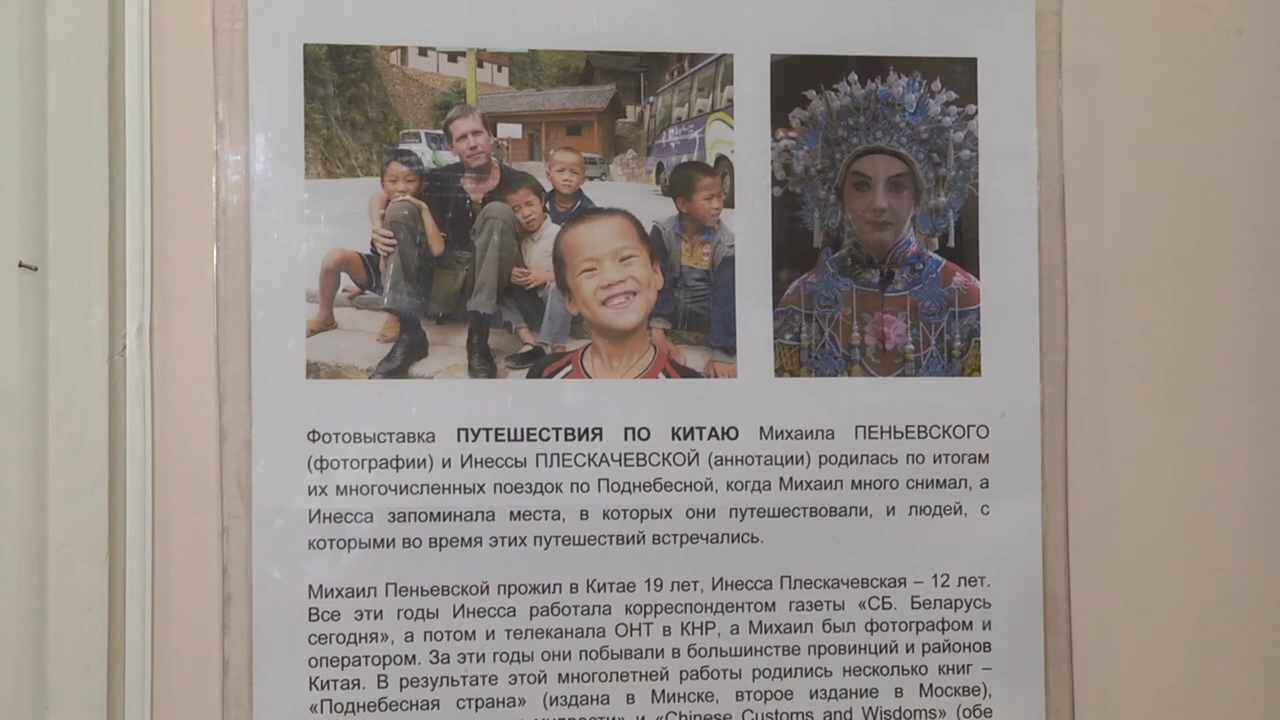 Фотовыставка ПУТЕШЕСТВИЯ ПО КИТАЮ Михаила ПЕНЬЕВСКОГО
(фотографии) и Инессы ПЛЕСКАЧЕВСКОЙ (аннотации) родилась по итогам
их многочисленных поездок по Поднебесной, когда Михаил много снимал, а
Инесса запоминала места, в которых они путешествовали, и людей, с
которыми во время этих путешествий встречались.
Михаил Пеньевской прожил в Китае 19 лет, Инесса Плескачевская – 12 лет.
Все эти годы Инесса работала корреспондентом газеты «СБ. Беларусь
сегодня», а потом и телеканала ОНТ в КНР, а Михаил был фотографом и
оператором. За эти годы они побывали в большинстве провинций и районов
Китая. В результате этой многолетней работы родились несколько книг –
«Поднебесная страна» (издана в Минске, второе издание в Москве),
мудрости» и «Chinese Customs and Wisdoms» (обе